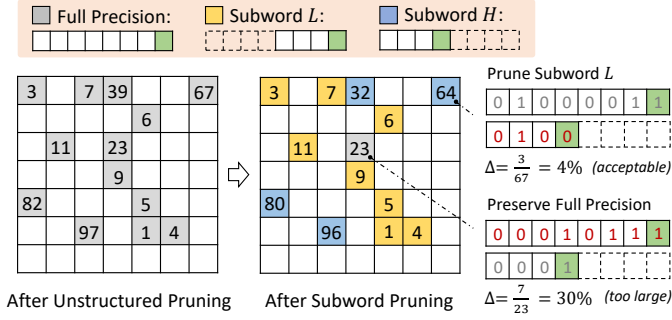 Full Precision:
Subword L:
Subword H:
3 7 39 67
6
11 23
9
82 5
97 1 4
After Unstructured Pruning
3 7 32 64
6
11 23
9
80 5
96 1 4
After Subword Pruning
Prune Subword L
0 1 0 0 0 0 1 1
0 1 0 0
Δ= 3/67 = 4% (acceptable)
Preserve Full Precision
0 0 0 1 0 1 1 1
0 0 0 1
Δ= 7/23 = 30% (too large)